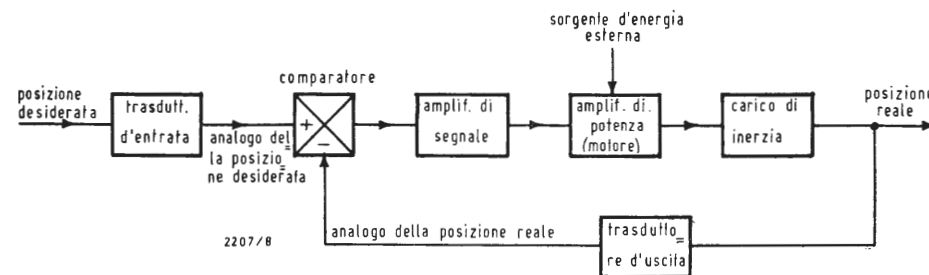 sorgente d'energia
esterna
comparatore
posizione
desiderata
trasdutt.
d'entrata
+
−
analogo del
la posizio=
ne desiderata
amplif. di
segnale
amplif. di.
potenza
(motore)
carico di
inerzia
posizione
reale
analogo della posizione reale
trasdutto=
re d'uscita
2207/8